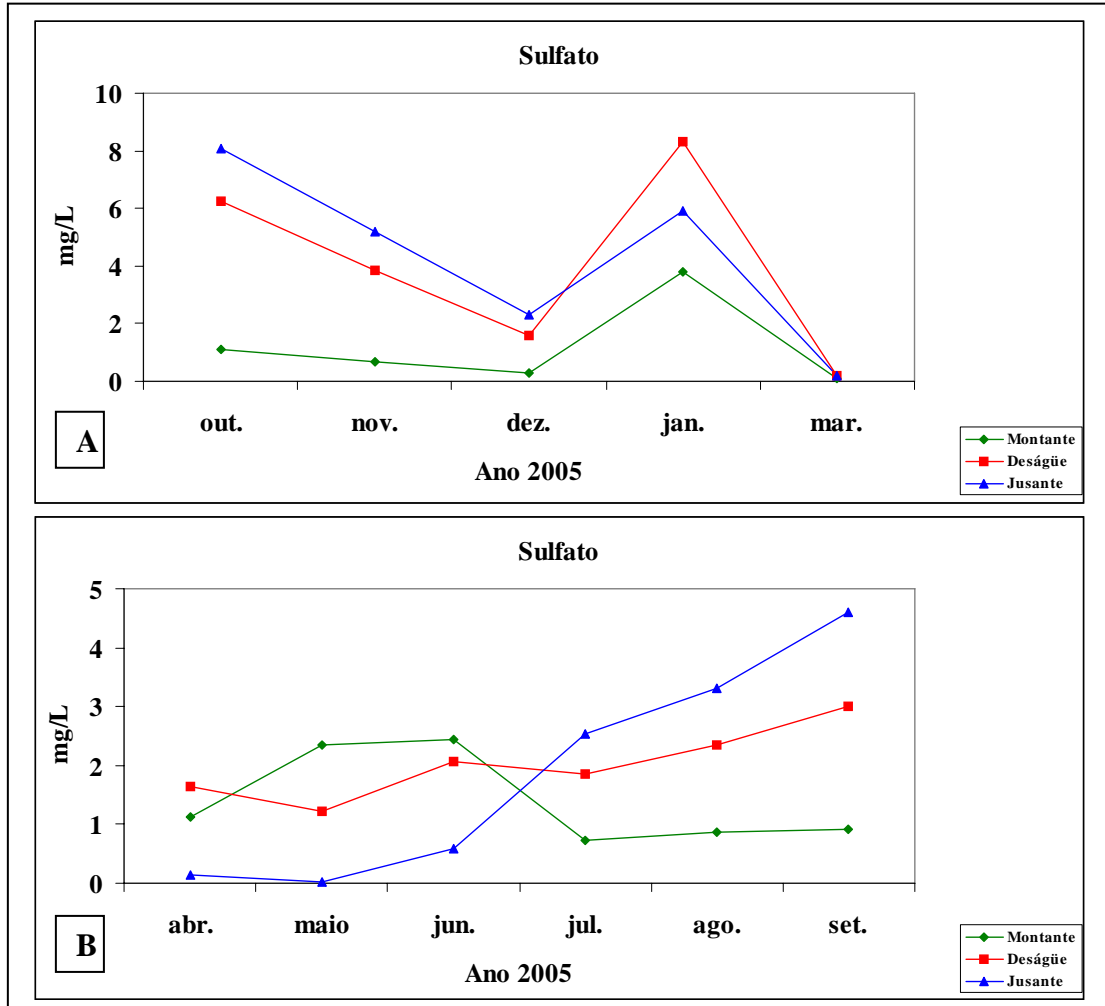 Sulfato
10
8
6
4
2
0
mg/L
out. nov. dez. jan. mar.
Ano 2005
A
Montante
Deságüe
Jusante
Sulfato
5
4
3
2
1
0
mg/L
abr. maio jun. jul. ago. set.
Ano 2005
B
Montante
Deságüe
Jusante